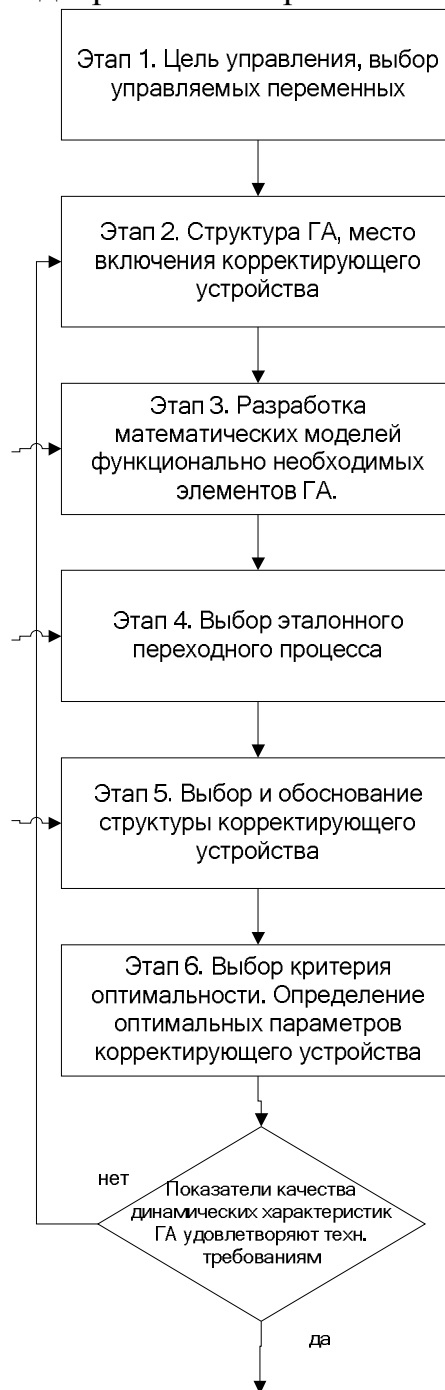 Этап 1. Цель управления, выбор
управляемых переменных
Этап 2. Структура ГА, место
включения корректирующего
устройства
Этап 3. Разработка
математических моделей
функционально необходимых
элементов ГА.
Этап 4. Выбор эталонного
переходного процесса
Этап 5. Выбор и обоснование
структуры корректирующего
устройства
Этап 6. Выбор критерия
оптимальности. Определение
оптимальных параметров
корректирующего устройства
нет
Показатели качества
динамических характеристик
ГА удовлетворяют техн.
требованиям
да